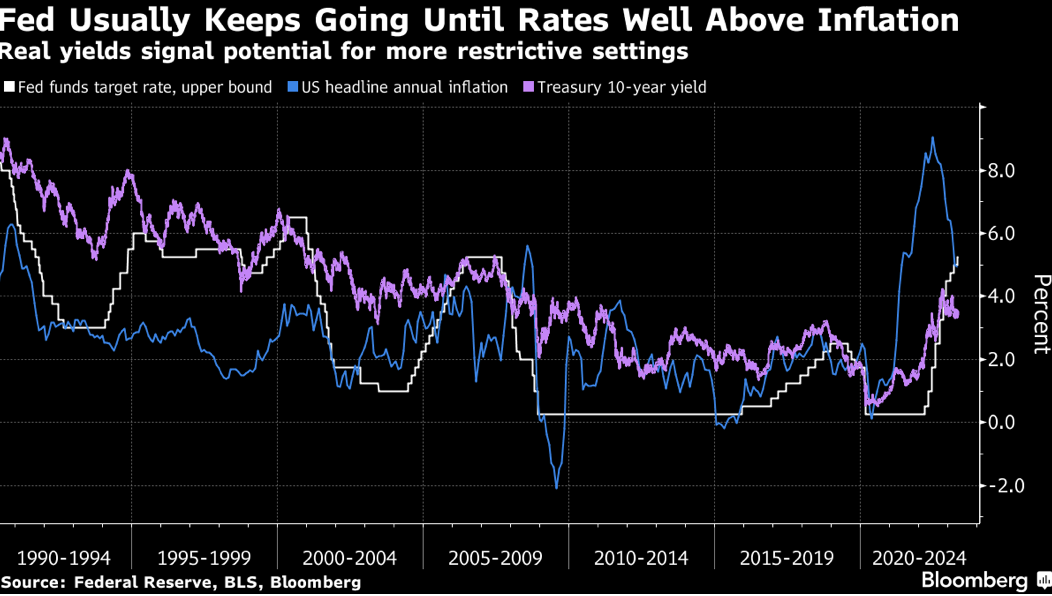 Fed Usually Keeps Going Until Rates Well Above Inflation
Real yields signal potential for more restrictive settings
Fed funds target rate, upper bound US headline annual inflation Treasury 10-year yield
8.0
6.0
4.0
2.0
0.0
-2.0
Percent
1990-1994 1995-1999 2000-2004 2005-2009 2010-2014 2015-2019 2020-2024
Source: Federal Reserve, BLS, Bloomberg
Bloomberg